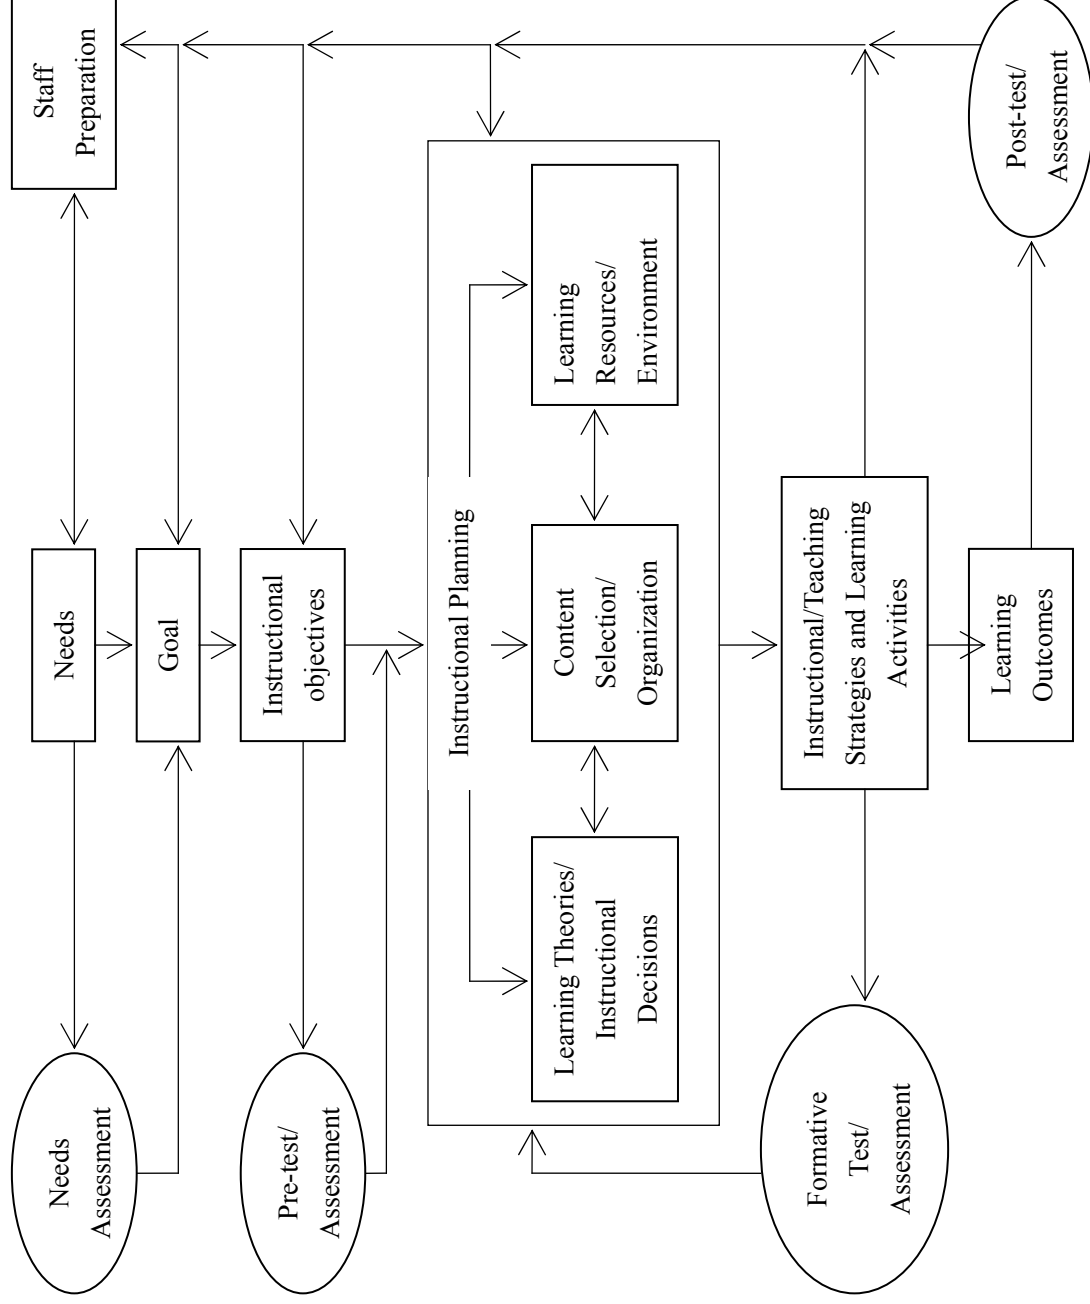 Staff
Preparation
Needs
Goal
Instructional
objectives
Needs
Assessment
Pre-test/
Assessment
Instructional Planning
Learning Theories/
Instructional
Decisions
Content
Selection/
Organization
Learning
Resources/
Environment
Instructional/Teaching
Strategies and Learning
Activities
Formative
Test/
Assessment
Learning
Outcomes
Post-test/
Assessment